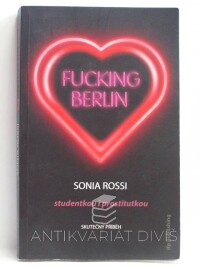 FUCKING
BERLIN
SONIA ROSSI
studentkou i prostitutkou
SKUTEČNÝ PŘÍBĚH
ANTIKVARIÁT DIVIŠ